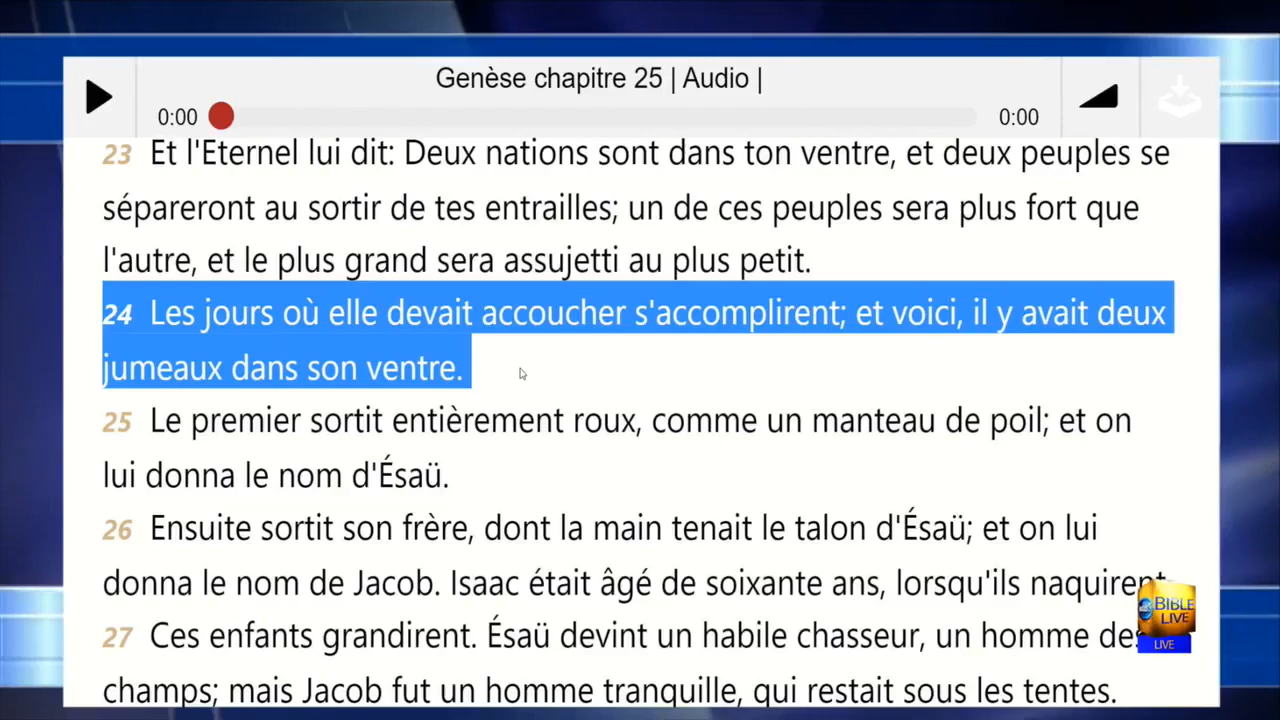 Genèse chapitre 25 | Audio |
0:00
0:00
23 Et l'Eternel lui dit: Deux nations sont dans ton ventre, et deux peuples se
sépareront au sortir de tes entrailles; un de ces peuples sera plus fort que
l'autre, et le plus grand sera assujetti au plus petit.
24 Les jours où elle devait accoucher s'accomplirent; et voici, il y avait deux
jumeaux dans son ventre.
25 Le premier sortit entièrement roux, comme un manteau de poil; et on
lui donna le nom d'Ésaü.
26 Ensuite sortit son frère, dont la main tenait le talon d'Ésaü; et on lui
donna le nom de Jacob. Isaac était âgé de soixante ans, lorsqu'ils naquirent.
27 Ces enfants grandirent. Ésaü devint un habile chasseur, un homme des
champs; mais Jacob fut un homme tranquille, qui restait sous les tentes.
BIBLE
LIVE
LIVE